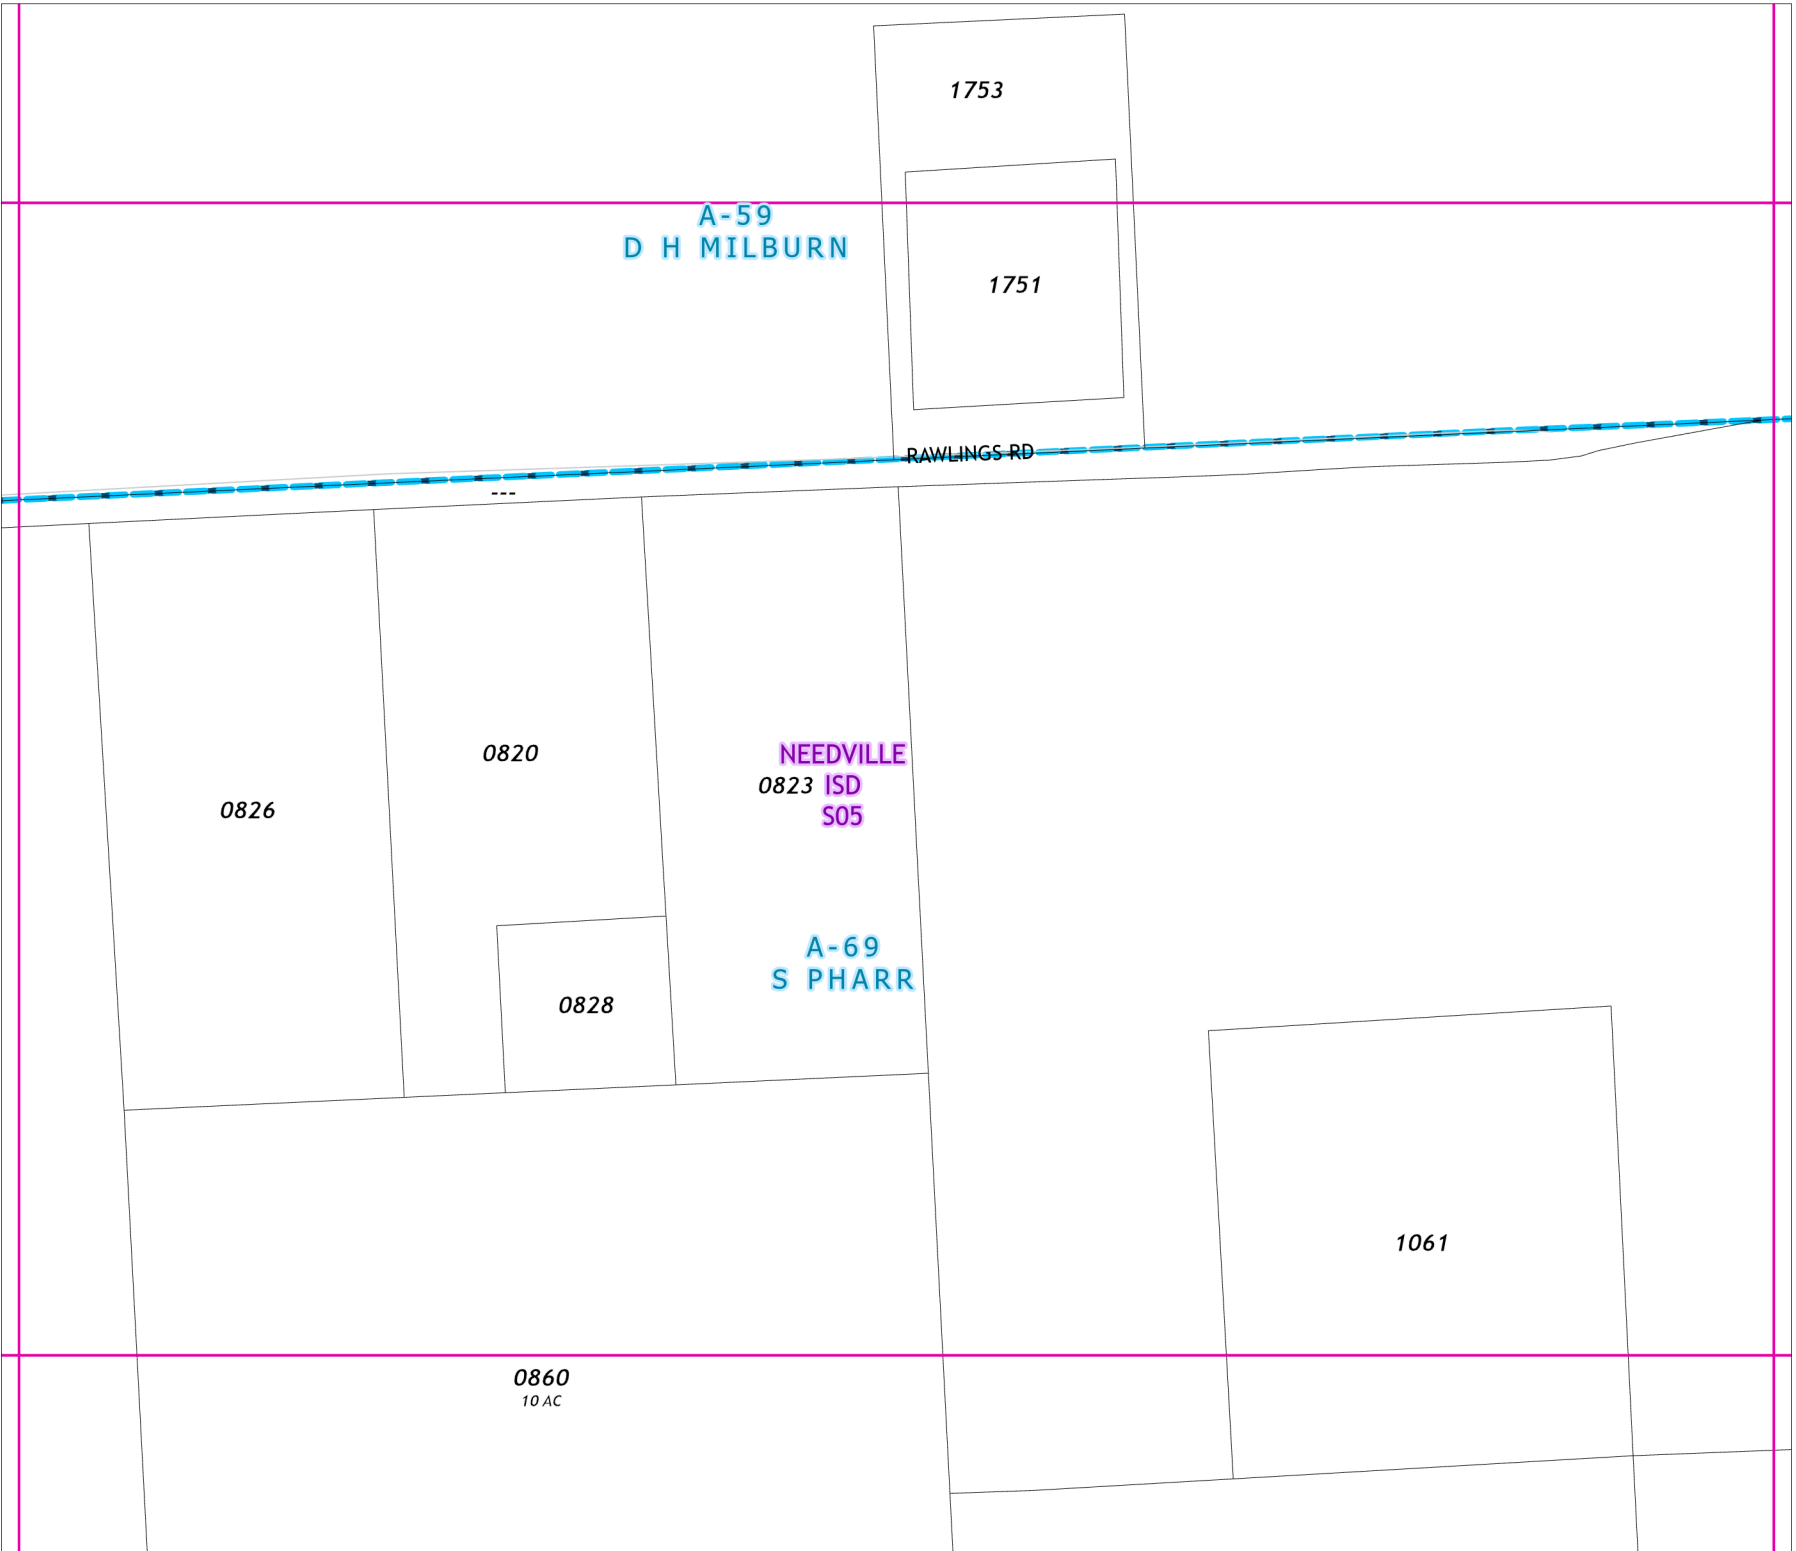 1753
A-59
D H MILBURN
1751
RAWLINGS RD
---
0820
NEEDVILLE
0823 ISD
S05
0826
A-69
S PHARR
0828
1061
0860
10 AC